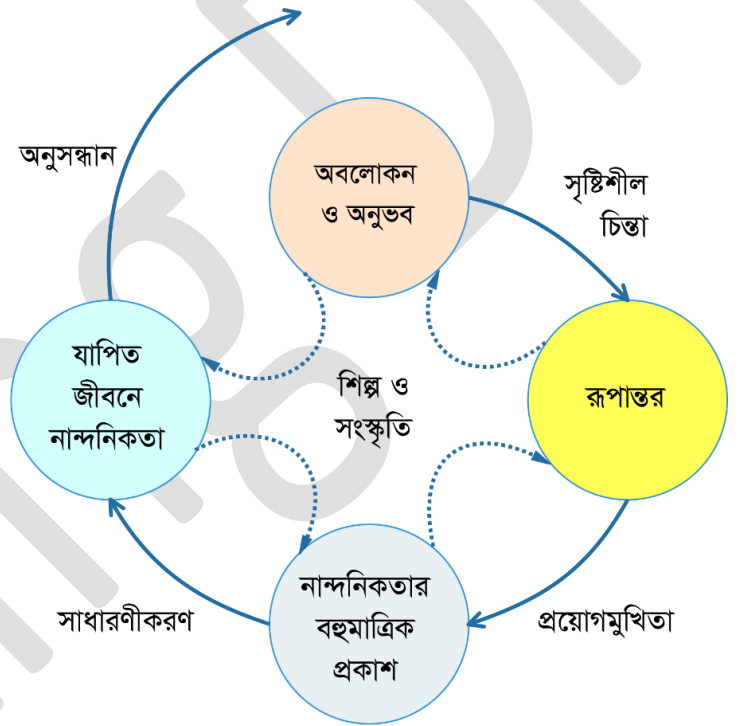 অনুসন্ধান
অবলোকন
ও অনুভব
সৃষ্টিশীল
চিন্তা
যাপিত
জীবনে
নান্দনিকতা
শিল্প ও
সংস্কৃতি
রূপান্তর
নান্দনিকতার
বহুমাত্রিক
প্রকাশ
সাধারণীকরণ
প্রয়োগমুখিতা